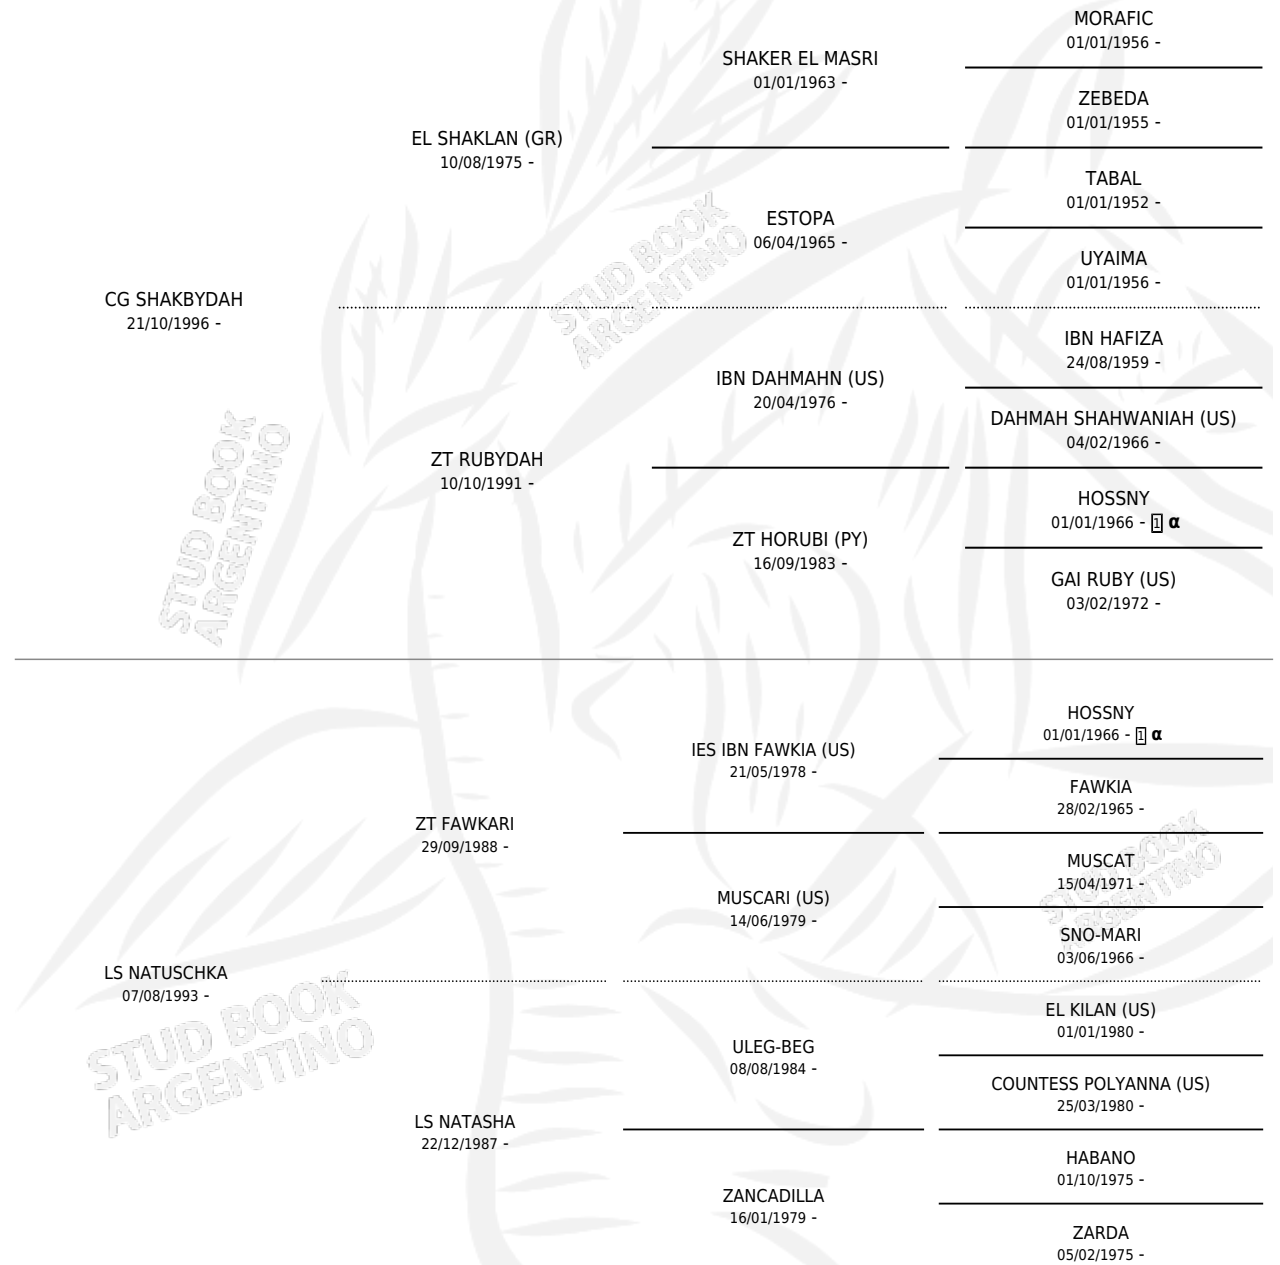 MORAFIC
01/01/1956 -
SHAKER EL MASRI
01/01/1963 -
ZEBEDA
01/01/1955 -
EL SHAKLAN (GR)
10/08/1975 -
TABAL
01/01/1952 -
ESTOPA
06/04/1965 -
UYAIMA
01/01/1956 -
CG SHAKBYDAH
21/10/1996 -
IBN HAFIZA
24/08/1959 -
IBN DAHMAHN (US)
20/04/1976 -
DAHMAH SHAHWANIAH (US)
04/02/1966 -
ZT RUBYDAH
10/10/1991 -
HOSSNY
01/01/1966 - 1 α
ZT HORUBI (PY)
16/09/1983 -
GAI RUBY (US)
03/02/1972 -
HOSSNY
01/01/1966 - 1 α
IES IBN FAWKIA (US)
21/05/1978 -
FAWKIA
28/02/1965 -
ZT FAWKARI
29/09/1988 -
MUSCAT
15/04/1971 -
MUSCARI (US)
14/06/1979 -
SNO-MARI
03/06/1966 -
LS NATUSCHKA
07/08/1993 -
EL KILAN (US)
01/01/1980 -
ULEG-BEG
08/08/1984 -
COUNTESS POLYANNA (US)
25/03/1980 -
LS NATASHA
22/12/1987 -
HABANO
01/10/1975 -
ZANCADILLA
16/01/1979 -
ZARDA
05/02/1975 -
STUD BOOK
ARGENTINO
STUD BOOK
ARGENTINO
STUD BOOK
ARGENTINO
STUD BOOK
ARGENTINO